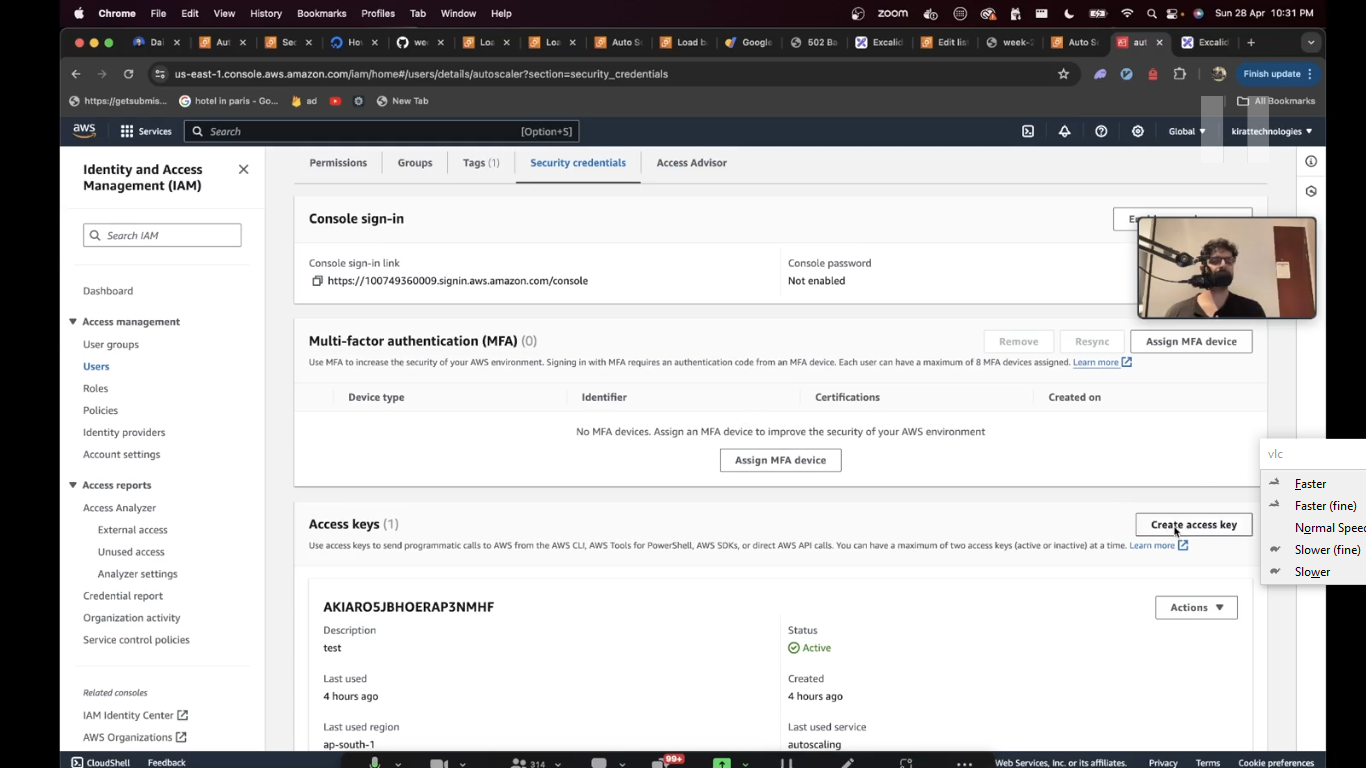 Chrome File Edit View History Bookmarks Profiles Tab Window Help zoom Sun 28 Apr 10:31 PM
Dai Aut Sec Ho we Loa Loa Auto S Load b Google 502 Ba Excalid Edit lis week-2 Auto S aut Excalid
us-east-1.console.aws.amazon.com/iam/home#/users/details/autoscaler?section=security_credentials Finish update
https://getsubmis... hotel in paris - Go... ad New Tab All Bookmarks
aws Services Search [Option+S] Global kirattechnologies
Identity and Access
Management (IAM)
Search IAM
Dashboard
Access management
User groups
Users
Roles
Policies
Identity providers
Account settings
Access reports
Access Analyzer
External access
Unused access
Analyzer settings
Credential report
Organization activity
Service control policies
Related consoles
IAM Identity Center
AWS Organizations
Permissions Groups Tags (1) Security credentials Access Advisor
Console sign-in
Console sign-in link
https://100749360009.signin.aws.amazon.com/console
Console password
Not enabled
Multi-factor authentication (MFA) (0) Remove Resync Assign MFA device
Use MFA to increase the security of your AWS environment. Signing in with MFA requires an authentication code from an MFA device. Each user can have a maximum of 8 MFA devices assigned. Learn more
Device type Identifier Certifications Created on
No MFA devices. Assign an MFA device to improve the security of your AWS environment
Assign MFA device
Access keys (1) Create access key
Use access keys to send programmatic calls to AWS from the AWS CLI, AWS Tools for PowerShell, AWS SDKs, or direct AWS API calls. You can have a maximum of two access keys (active or inactive) at a time. Learn more
AKIARO5JBHOERAP3NMHF Actions
Description
test
Status
Active
Last used
4 hours ago
Created
4 hours ago
Last used region
ap-south-1
Last used service
autoscaling
vlc
Faster
Faster (fine)
Normal Speed
Slower (fine)
Slower
CloudShell Feedback 314 99+ Web Services, Inc. or its affiliates. Privacy Terms Cookie preferences